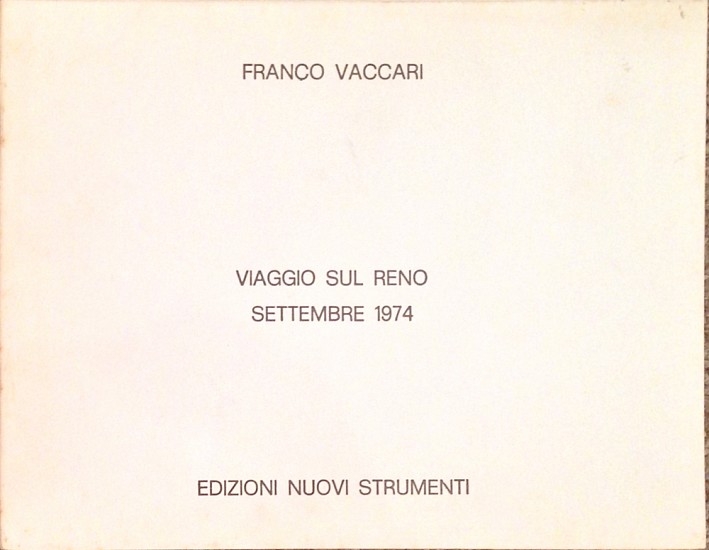 FRANCO VACCARI
VIAGGIO SUL RENO
SETTEMBRE 1974
EDIZIONI NUOVI STRUMENTI